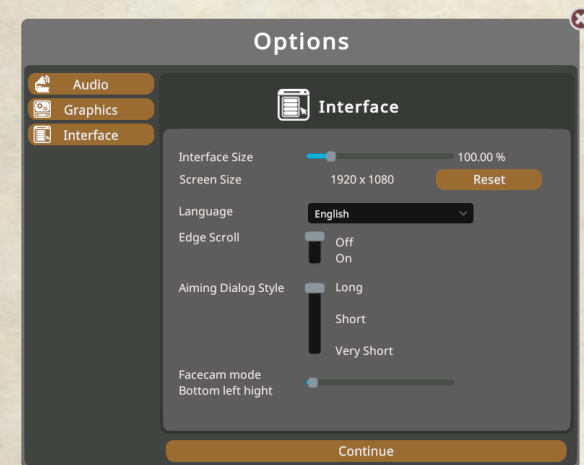 Options
Audio
Graphics
Interface
Interface
Interface Size 100.00 %
Screen Size 1920 x 1080 Reset
Language English
Edge Scroll Off
On
Aiming Dialog Style Long
Short
Very Short
Facecam mode
Bottom left hight
Continue